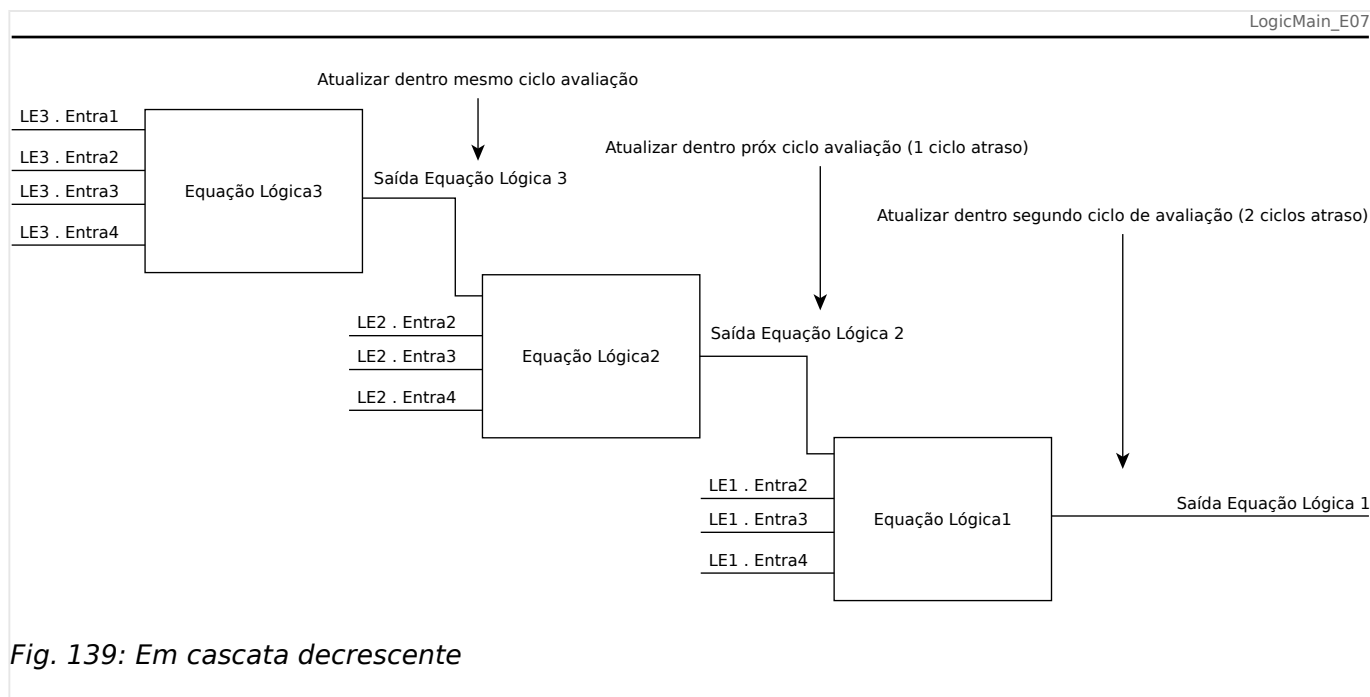 LogicMain_E07
Atualizar dentro mesmo ciclo avaliação
LE3 . Entra1
LE3 . Entra2
LE3 . Entra3
LE3 . Entra4
Equação Lógica3
Saída Equação Lógica 3
Atualizar dentro próx ciclo avaliação (1 ciclo atraso)
LE2 . Entra2
LE2 . Entra3
LE2 . Entra4
Equação Lógica2
Saída Equação Lógica 2
Atualizar dentro segundo ciclo de avaliação (2 ciclos atraso)
LE1 . Entra2
LE1 . Entra3
LE1 . Entra4
Equação Lógica1
Saída Equação Lógica 1
Fig. 139: Em cascata decrescente